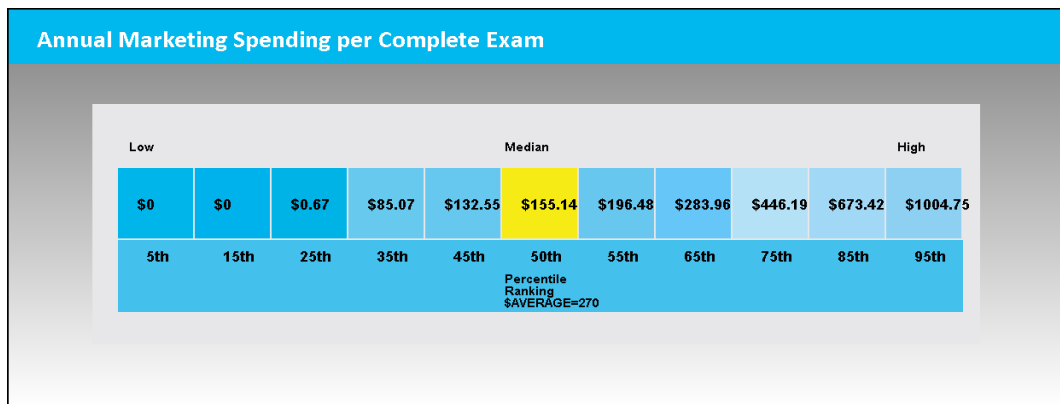 Annual Marketing Spending per Complete Exam
Low Median High
$0 $0 $0.67 $85.07 $132.55 $155.14 $196.48 $283.96 $446.19 $673.42 $1004.75
5th 15th 25th 35th 45th 50th 55th 65th 75th 85th 95th
Percentile
Ranking
$AVERAGE=270